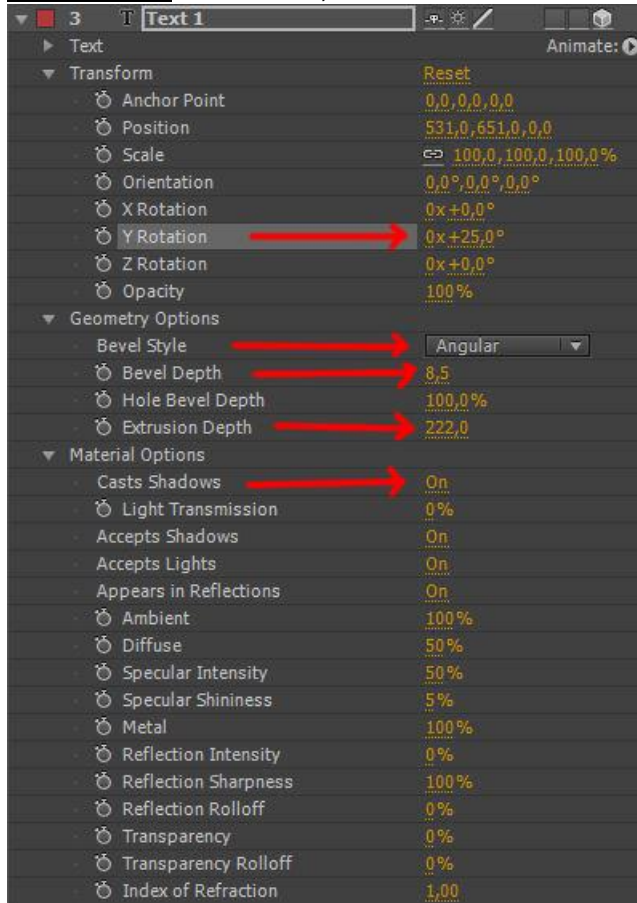 3 T Text 1
Text Animate:
Transform Reset
Anchor Point 0,0,0,0,0,0
Position 531,0,651,0,0,0
Scale 100,0,100,0,100,0%
Orientation 0,0°,0,0°,0,0°
X Rotation 0x+0,0°
Y Rotation 0x+25,0°
Z Rotation 0x+0,0°
Opacity 100%
Geometry Options
Bevel Style Angular
Bevel Depth 8,5
Hole Bevel Depth 100,0%
Extrusion Depth 222,0
Material Options
Casts Shadows On
Light Transmission 0%
Accepts Shadows On
Accepts Lights On
Appears in Reflections On
Ambient 100%
Diffuse 50%
Specular Intensity 50%
Specular Shininess 5%
Metal 100%
Reflection Intensity 0%
Reflection Sharpness 100%
Reflection Rolloff 0%
Transparency 0%
Transparency Rolloff 0%
Index of Refraction 1,00